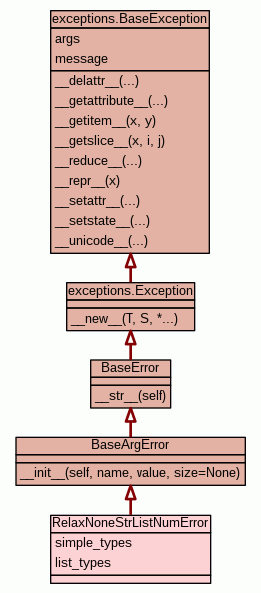 exceptions.BaseException
args
message
__delattr__(...)
__getattribute__(...)
__getitem__(x, y)
__getslice__(x, i, j)
__reduce__(...)
__repr__(x)
__setattr__(...)
__setstate__(...)
__unicode__(...)
exceptions.Exception
__new__(T, S, *...)
BaseError
__str__(self)
BaseArgError
__init__(self, name, value, size=None)
RelaxNoneStrListNumError
simple_types
list_types